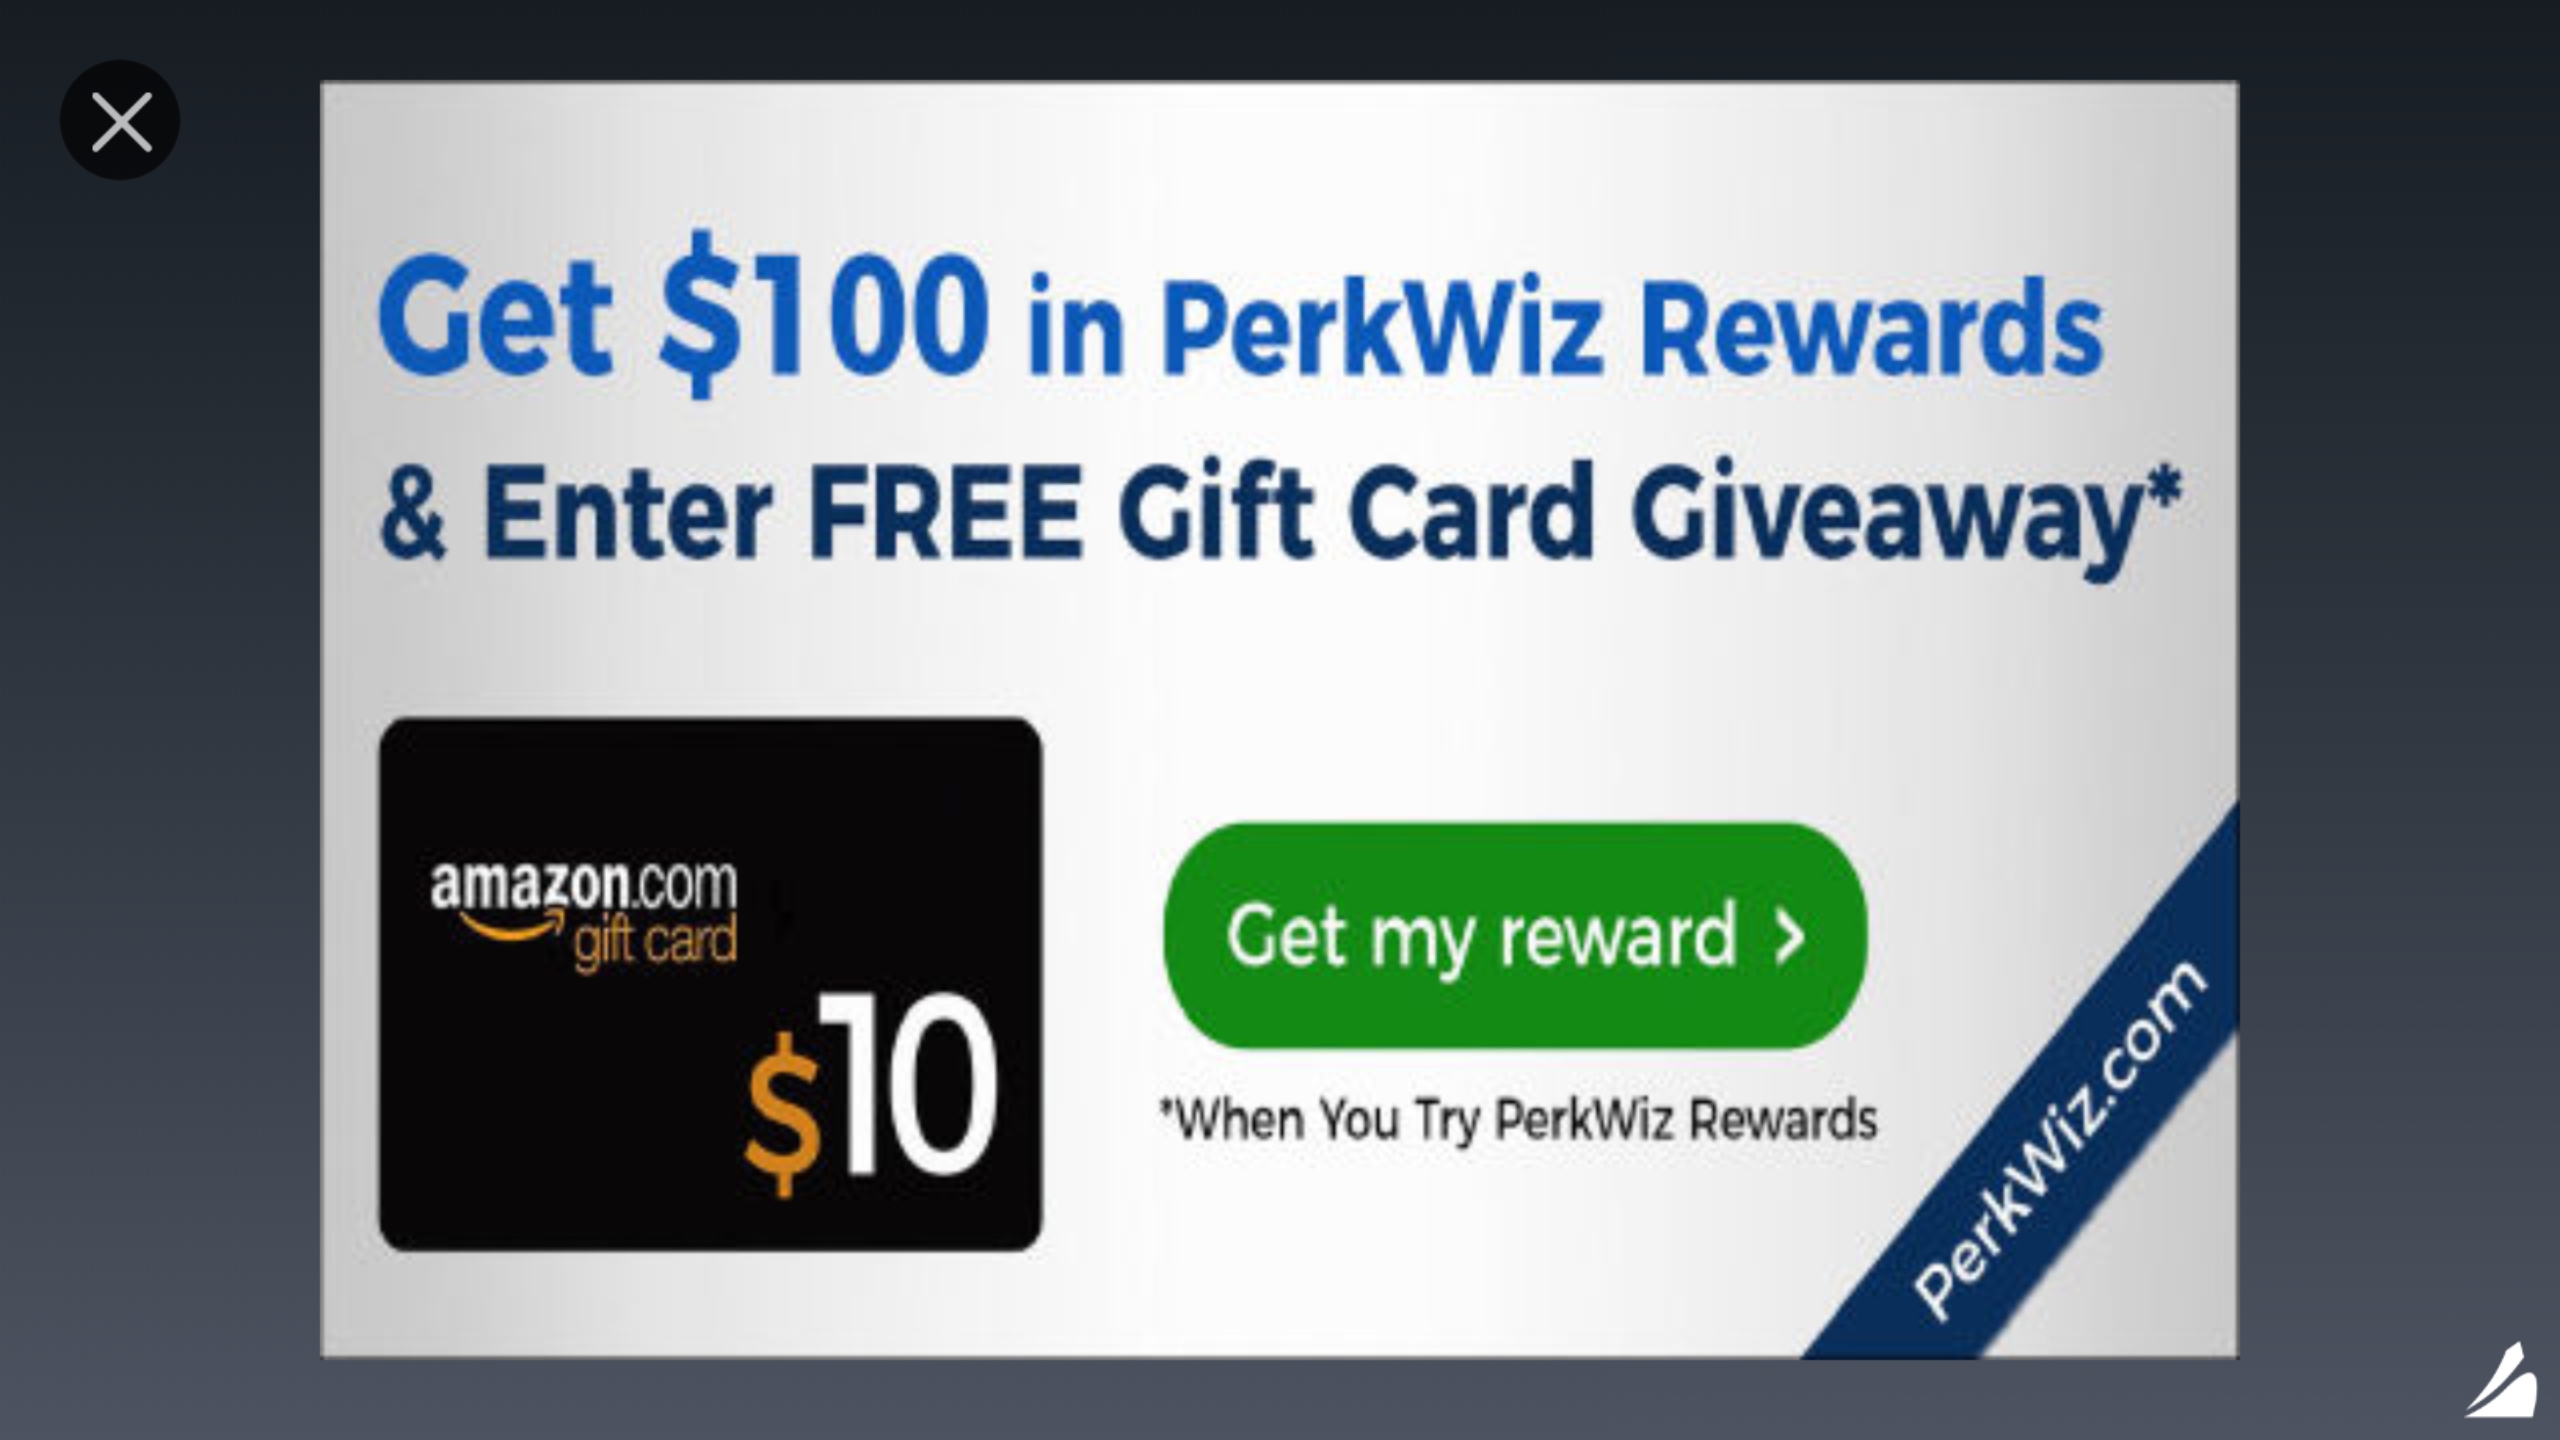 Get $100 in PerkWiz Rewards
& Enter FREE Gift Card Giveaway*
amazon.com
gift card
$10
Get my reward >
*When You Try PerkWiz Rewards
PerkWiz.com